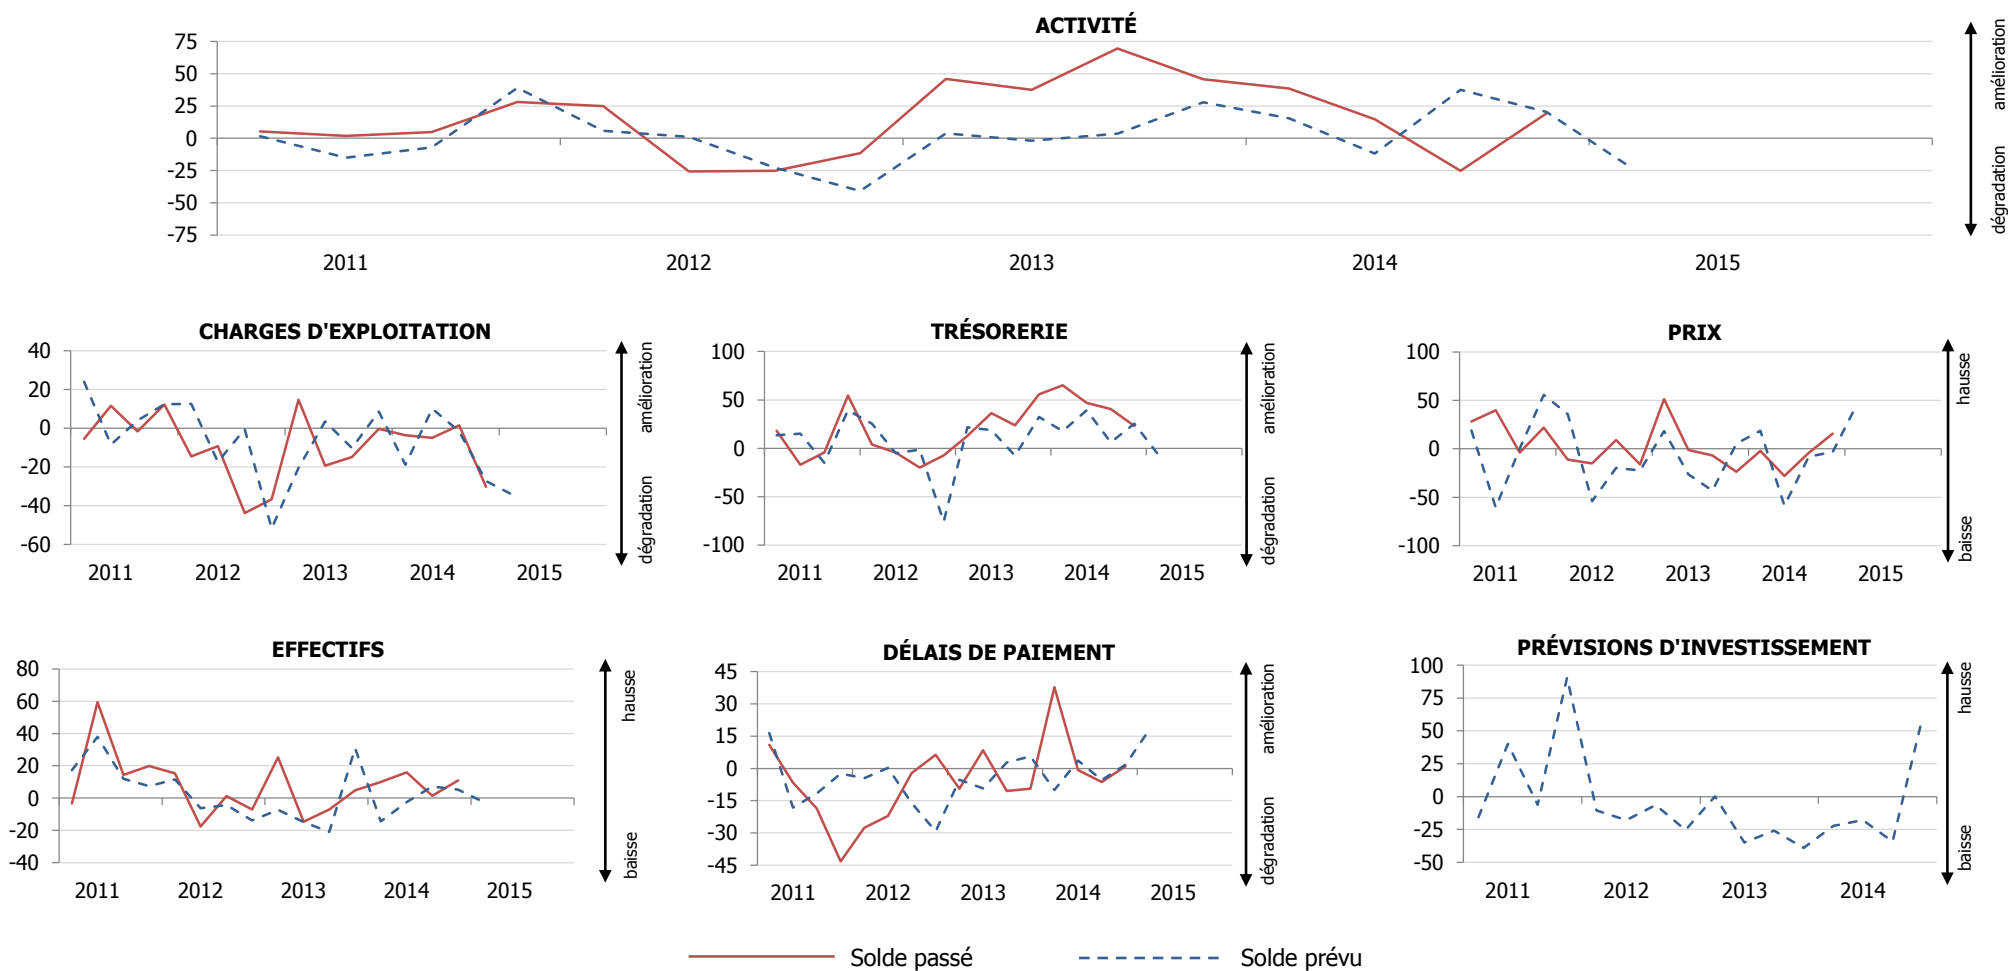 ACTIVITÉ
75
50
25
0
-25
-50
-75
2011 2012 2013 2014 2015
amélioration
dégradation
CHARGES D'EXPLOITATION
40
20
0
-20
-40
-60
2011 2012 2013 2014 2015
amélioration
dégradation
TRÉSORERIE
100
50
0
-50
-100
2011 2012 2013 2014 2015
amélioration
dégradation
PRIX
100
50
0
-50
-100
2011 2012 2013 2014 2015
hausse
baisse
EFFECTIFS
80
60
40
20
0
-20
-40
2011 2012 2013 2014 2015
hausse
baisse
DÉLAIS DE PAIEMENT
45
30
15
0
-15
-30
-45
2011 2012 2013 2014 2015
amélioration
dégradation
PRÉVISIONS D'INVESTISSEMENT
100
75
50
25
0
-25
-50
2011 2012 2013 2014
hausse
baisse
Solde passé Solde prévu